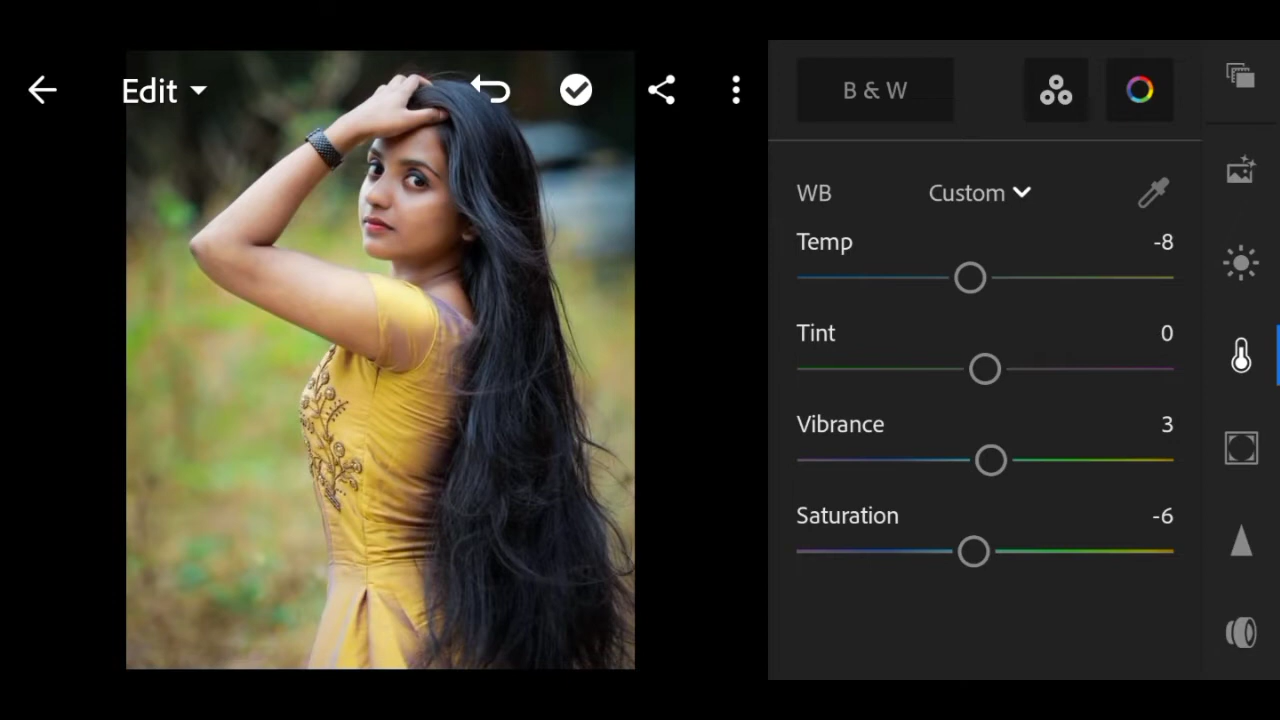 Edit
B & W
WB Custom
Temp -8
Tint 0
Vibrance 3
Saturation -6